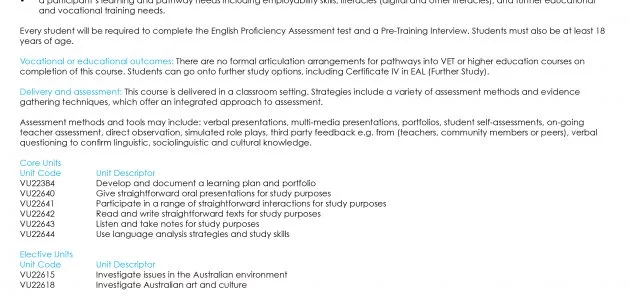 • a participant's learning and pathway needs including employability skills, literacies (digital and other literacies), and further educational
and vocational training needs.
Every student will be required to complete the English Proficiency Assessment test and a Pre-Training Interview. Students must also be at least 18
years of age.
Vocational or educational outcomes: There are no formal articulation arrangements for pathways into VET or higher education courses on
completion of this course. Students can go onto further study options, including Certificate IV in EAL (Further Study).
Delivery and assessment: This course is delivered in a classroom setting. Strategies include a variety of assessment methods and evidence
gathering techniques, which offer an integrated approach to assessment.
Assessment methods and tools may include: verbal presentations, multi-media presentations, portfolios, student self-assessments, on-going
teacher assessment, direct observation, simulated role plays, third party feedback e.g. from (teachers, community members or peers), verbal
questioning to confirm linguistic, sociolinguistic and cultural knowledge.
Core Units
Unit Code Unit Descriptor
VU22384 Develop and document a learning plan and portfolio
VU22640 Give straightforward oral presentations for study purposes
VU22641 Participate in a range of straightforward interactions for study purposes
VU22642 Read and write straightforward texts for study purposes
VU22643 Listen and take notes for study purposes
VU22644 Use language analysis strategies and study skills
Elective Units
Unit Code Unit Descriptor
VU22615 Investigate issues in the Australian environment
VU22618 Investigate Australian art and culture